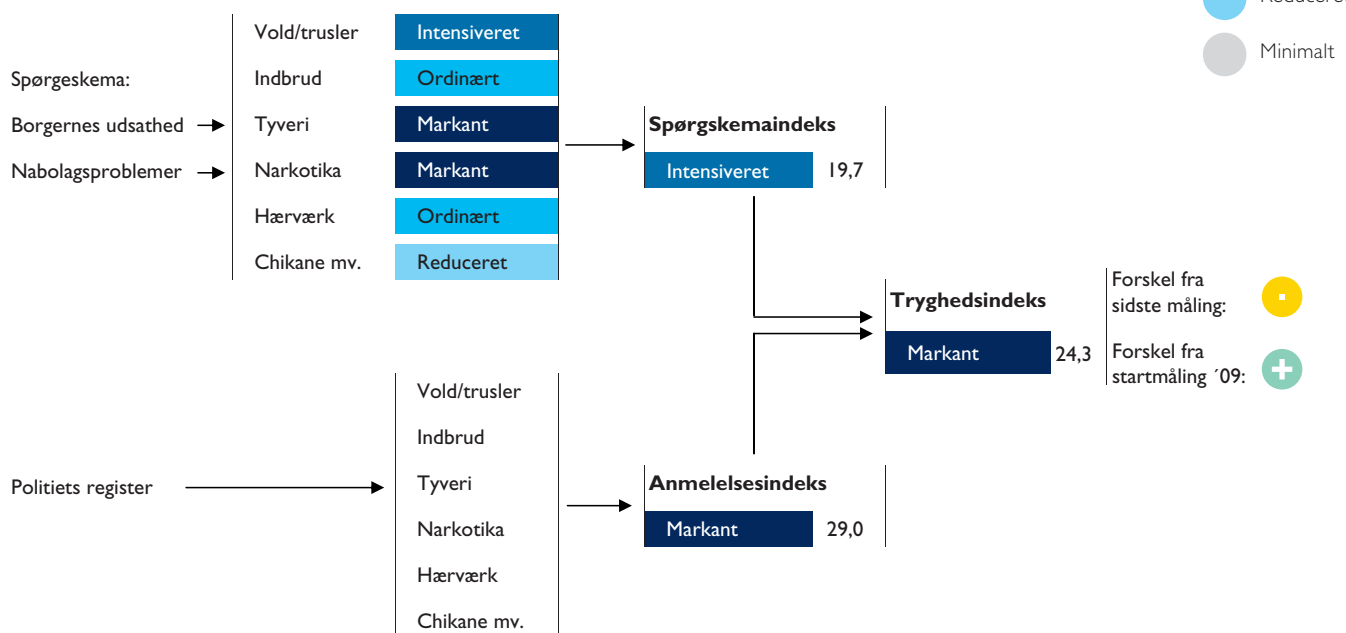 Minimalt
Spørgeskema:
Borgernes udsathed
Nabolagsproblemer
Vold/trusler Intensiveret
Indbrud Ordinært
Tyveri Markant
Narkotika Markant
Hærværk Ordinært
Chikane mv. Reduceret
Spørgskemaindeks
Intensiveret 19,7
Tryghedsindeks
Markant 24,3
Forskel fra
sidste måling:
Forskel fra
startmåling ´09:
Politiets register
Vold/trusler
Indbrud
Tyveri
Narkotika
Hærværk
Chikane mv.
Anmelelsesindeks
Markant 29,0